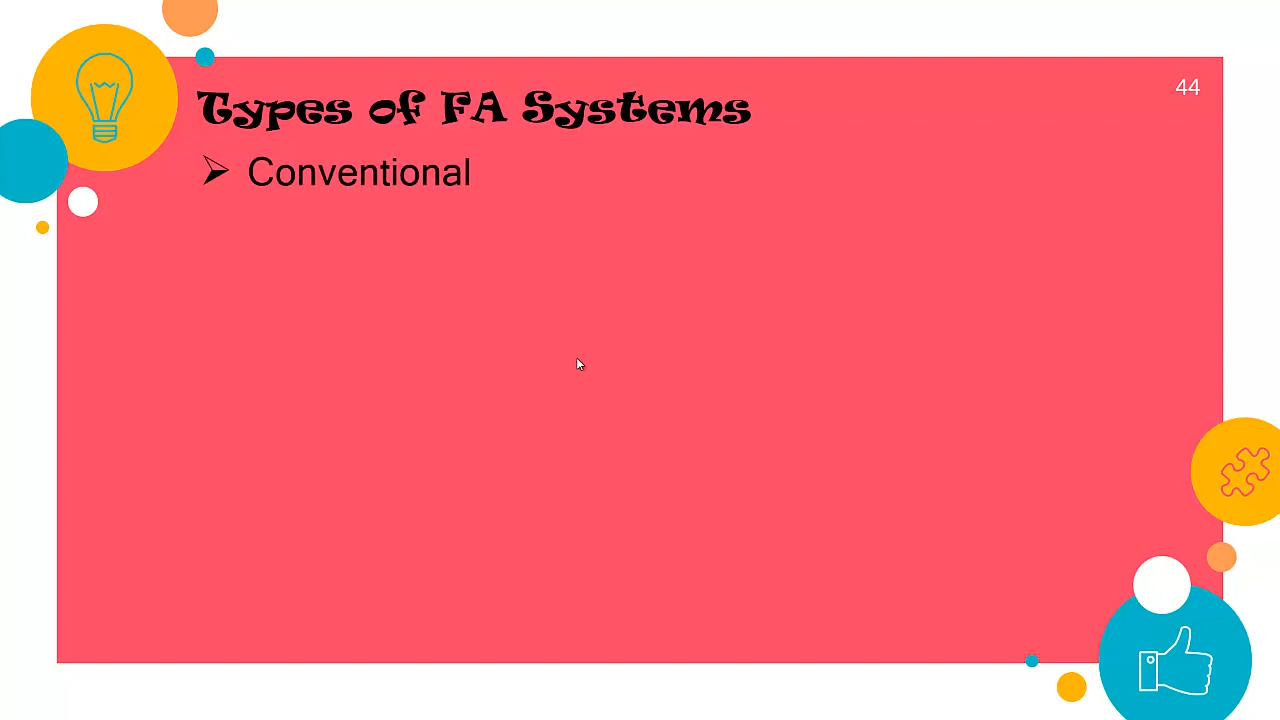 44
Types of FA Systems
➢ Conventional